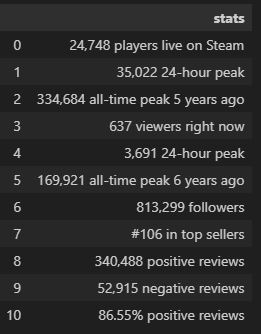 stats
0 24,748 players live on Steam
1 35,022 24-hour peak
2 334,684 all-time peak 5 years ago
3 637 viewers right now
4 3,691 24-hour peak
5 169,921 all-time peak 6 years ago
6 813,299 followers
7 #106 in top sellers
8 340,488 positive reviews
9 52,915 negative reviews
10 86.55% positive reviews